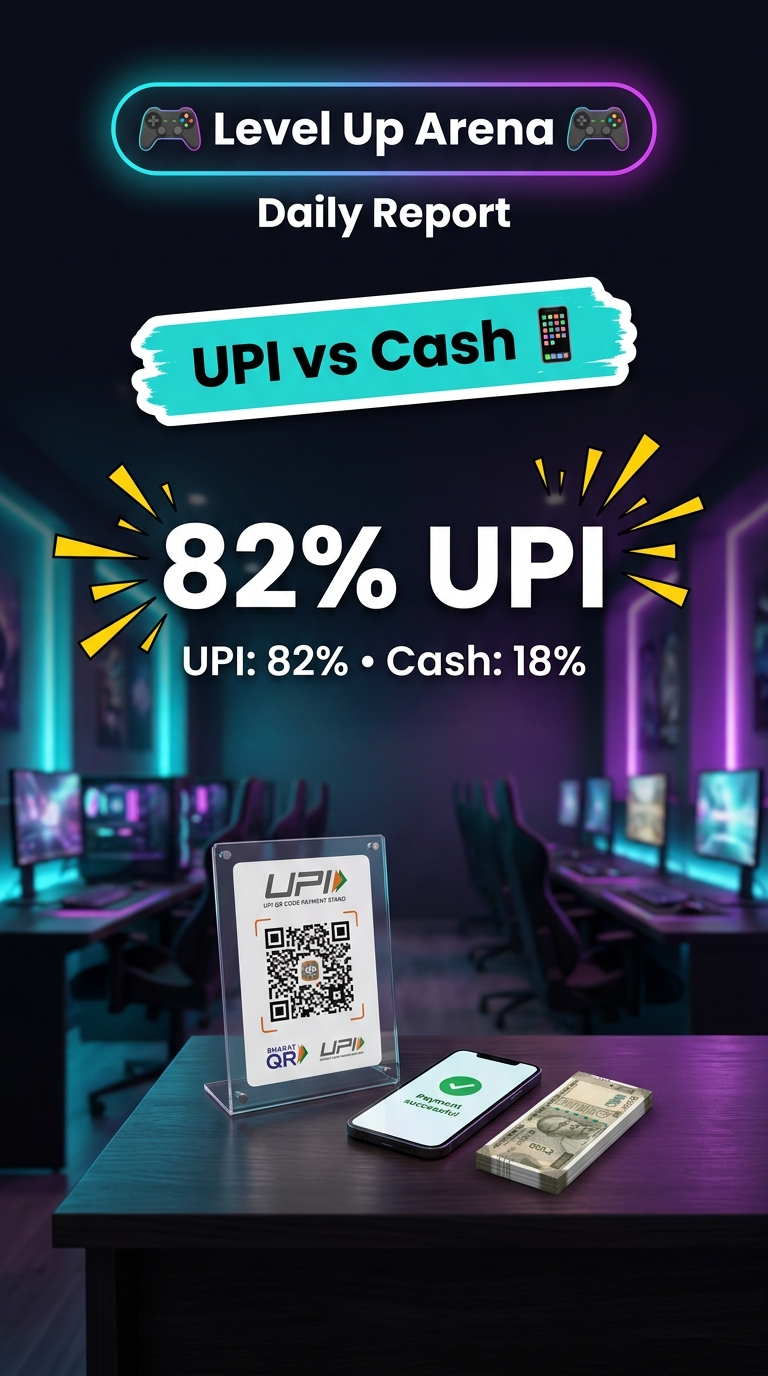 🎮 Level Up Arena 🎮
Daily Report
UPI vs Cash 📱
82% UPI
UPI: 82% • Cash: 18%
UPI
UPI QR CODE PAYMENT STAND
BHARAT
QR
UPI
Payment
successful